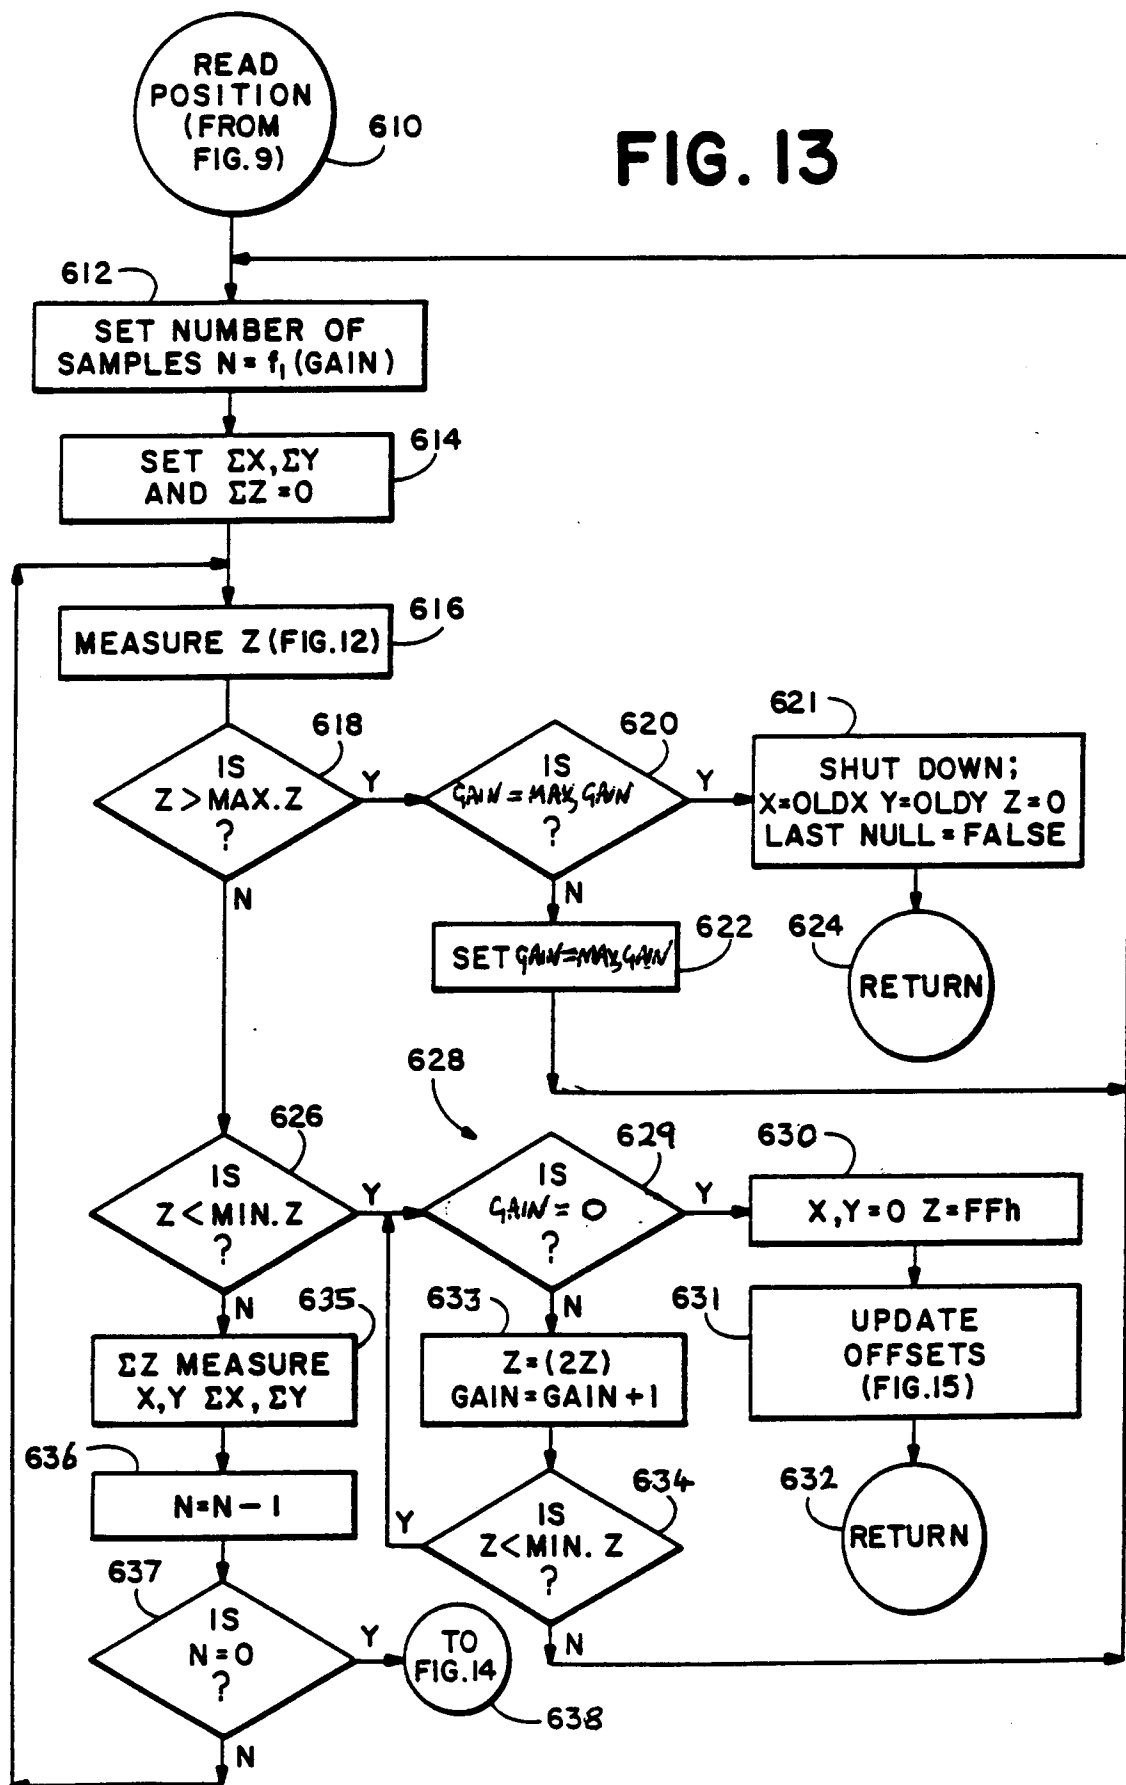 READ
POSITION
(FROM
FIG. 9)
610
FIG. 13
612
SET NUMBER OF
SAMPLES N = f₁ (GAIN)
614
SET ΣX, ΣY
AND ΣZ = 0
616
MEASURE Z (FIG. 12)
618
IS
Z > MAX. Z
?
Y
N
620
IS
GAIN = MAX, GAIN
?
Y
N
621
SHUT DOWN;
X=OLDX Y=OLDY Z=0
LAST NULL = FALSE
622
SET GAIN=MAX, GAIN
624
RETURN
626
IS
Z < MIN. Z
?
Y
N
628
629
IS
GAIN = 0
?
Y
N
630
X, Y=0 Z=FFh
631
UPDATE
OFFSETS
(FIG. 15)
632
RETURN
633
Z=(2Z)
GAIN=GAIN+1
634
IS
Z<MIN. Z
?
Y
N
635
ΣZ MEASURE
X,Y ΣX, ΣY
636
N=N-1
637
IS
N=0
?
Y
N
TO
FIG. 14
638